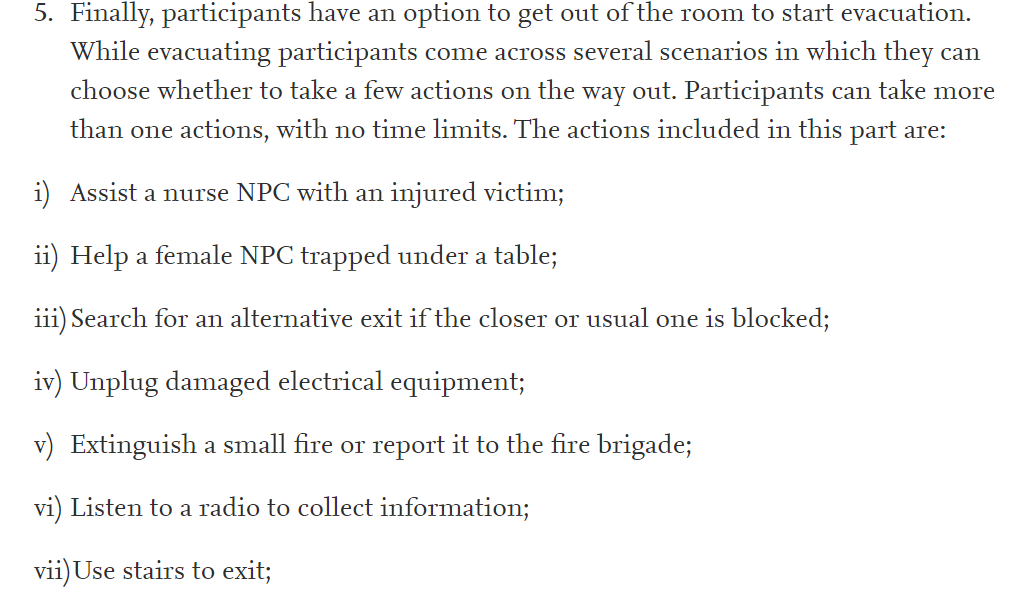 5. Finally, participants have an option to get out of the room to start evacuation.
While evacuating participants come across several scenarios in which they can
choose whether to take a few actions on the way out. Participants can take more
than one actions, with no time limits. The actions included in this part are:
i) Assist a nurse NPC with an injured victim;
ii) Help a female NPC trapped under a table;
iii) Search for an alternative exit if the closer or usual one is blocked;
iv) Unplug damaged electrical equipment;
v) Extinguish a small fire or report it to the fire brigade;
vi) Listen to a radio to collect information;
vii) Use stairs to exit;